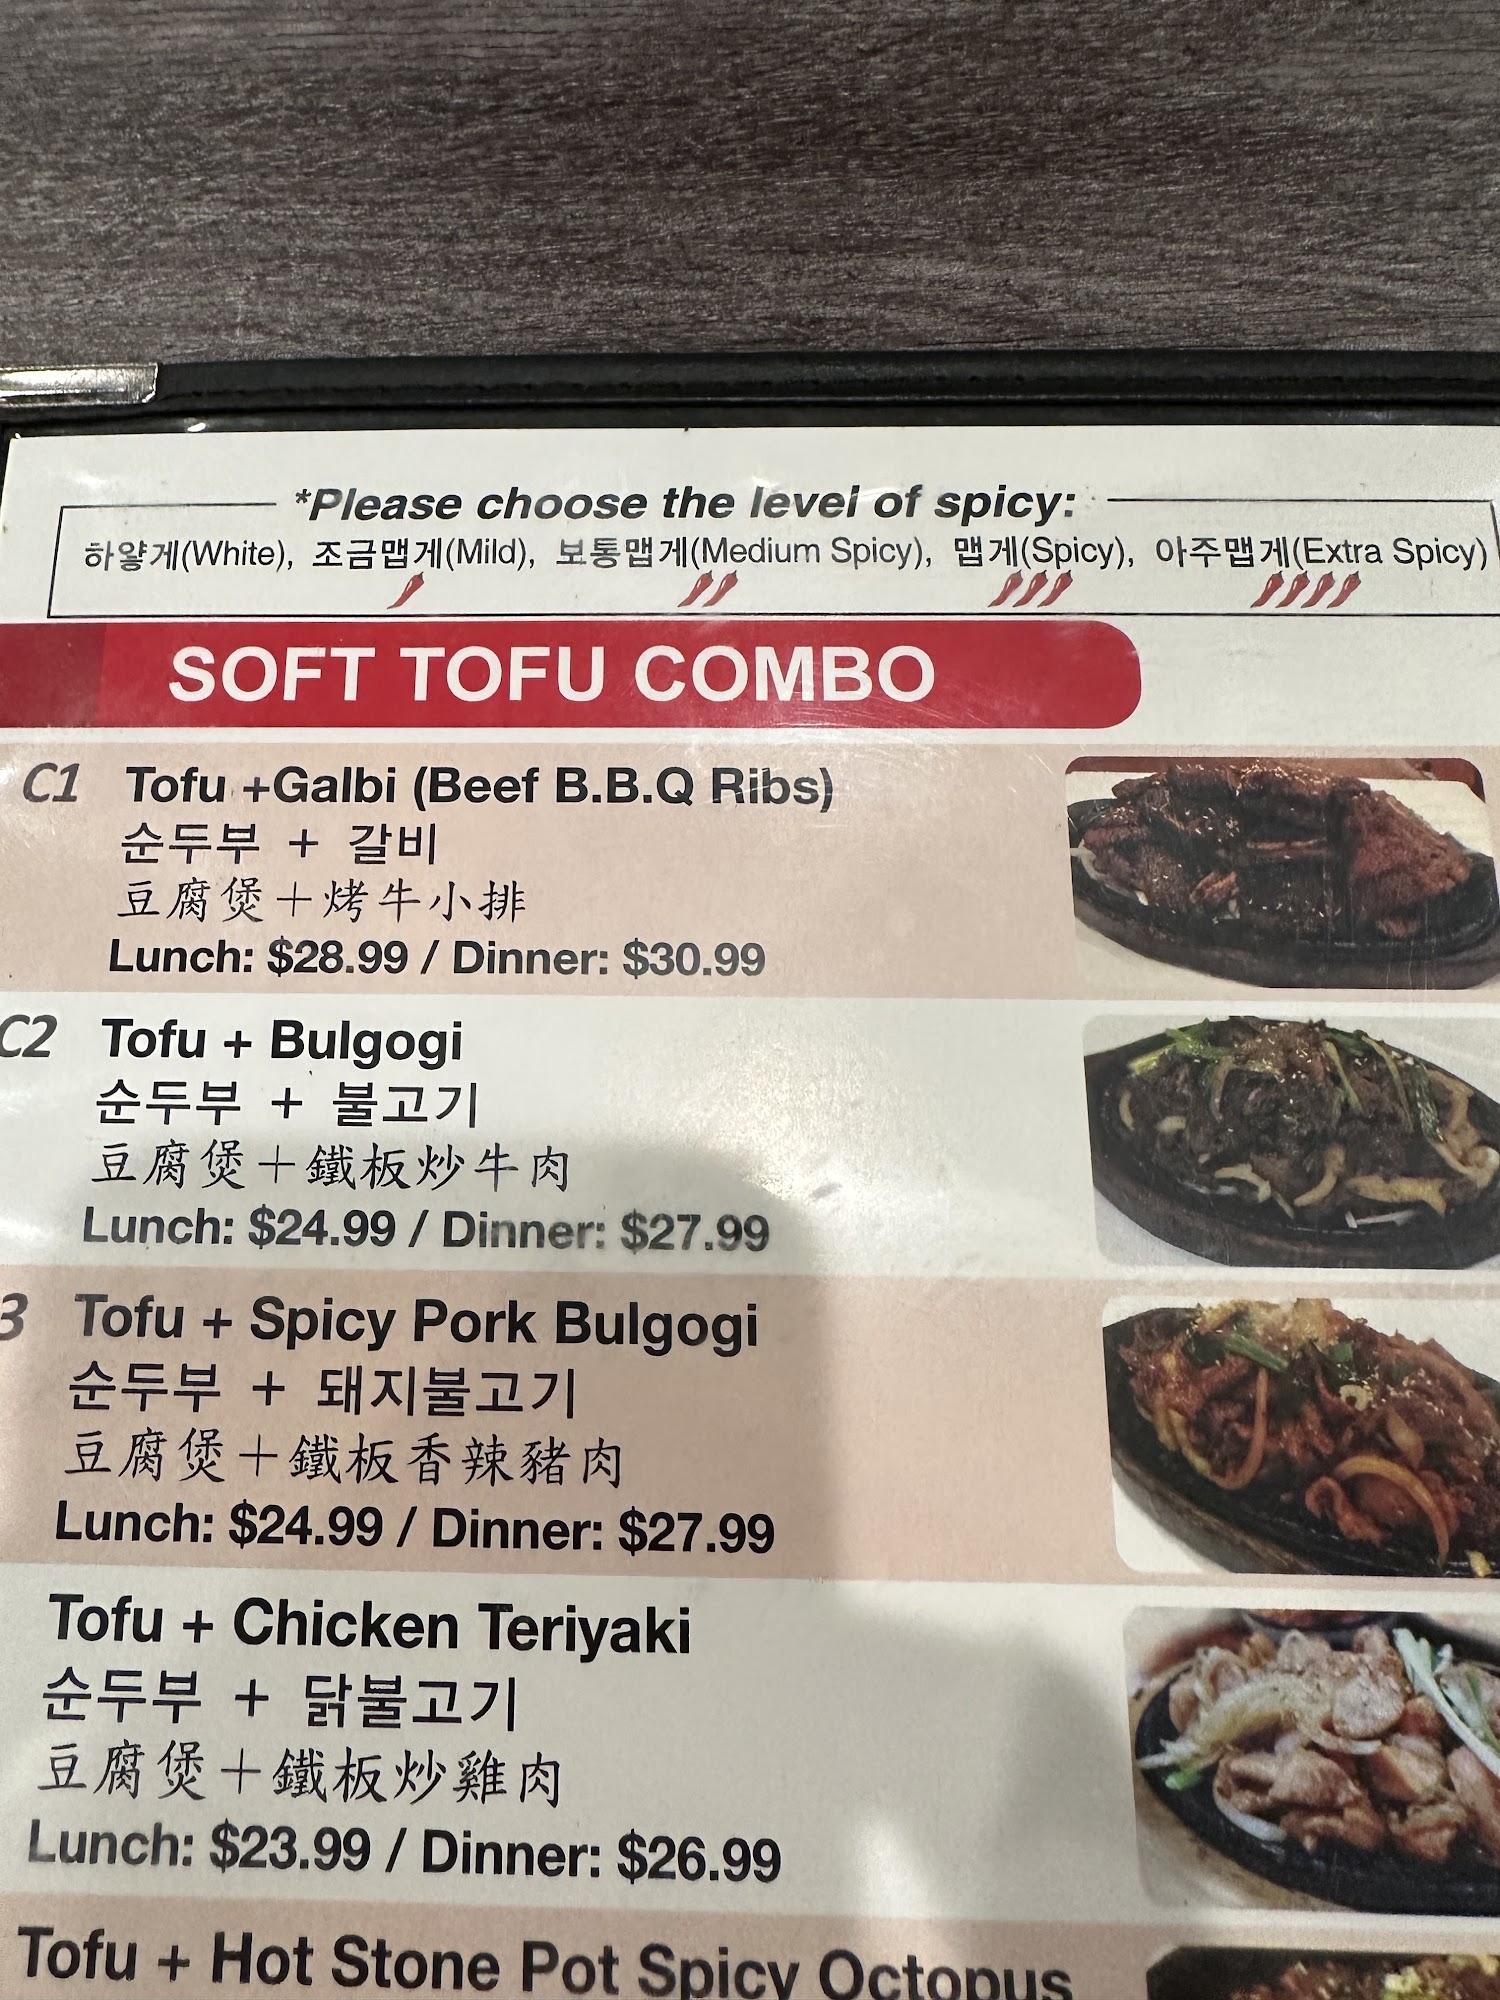 *Please choose the level of spicy:
하얗게(White), 조금맵게(Mild), 보통맵게(Medium Spicy), 맵게(Spicy), 아주맵게(Extra Spicy)
SOFT TOFU COMBO
C1 Tofu +Galbi (Beef B.B.Q Ribs)
순두부 + 갈비
豆腐煲+烤牛小排
Lunch: $28.99 / Dinner: $30.99
C2 Tofu + Bulgogi
순두부 + 불고기
豆腐煲+鐵板炒牛肉
Lunch: $24.99 / Dinner: $27.99
3 Tofu + Spicy Pork Bulgogi
순두부 + 돼지불고기
豆腐煲+鐵板香辣豬肉
Lunch: $24.99 / Dinner: $27.99
Tofu + Chicken Teriyaki
순두부 + 닭불고기
豆腐煲+鐵板炒雞肉
Lunch: $23.99 / Dinner: $26.99
Tofu + Hot Stone Pot Spicy Octopus